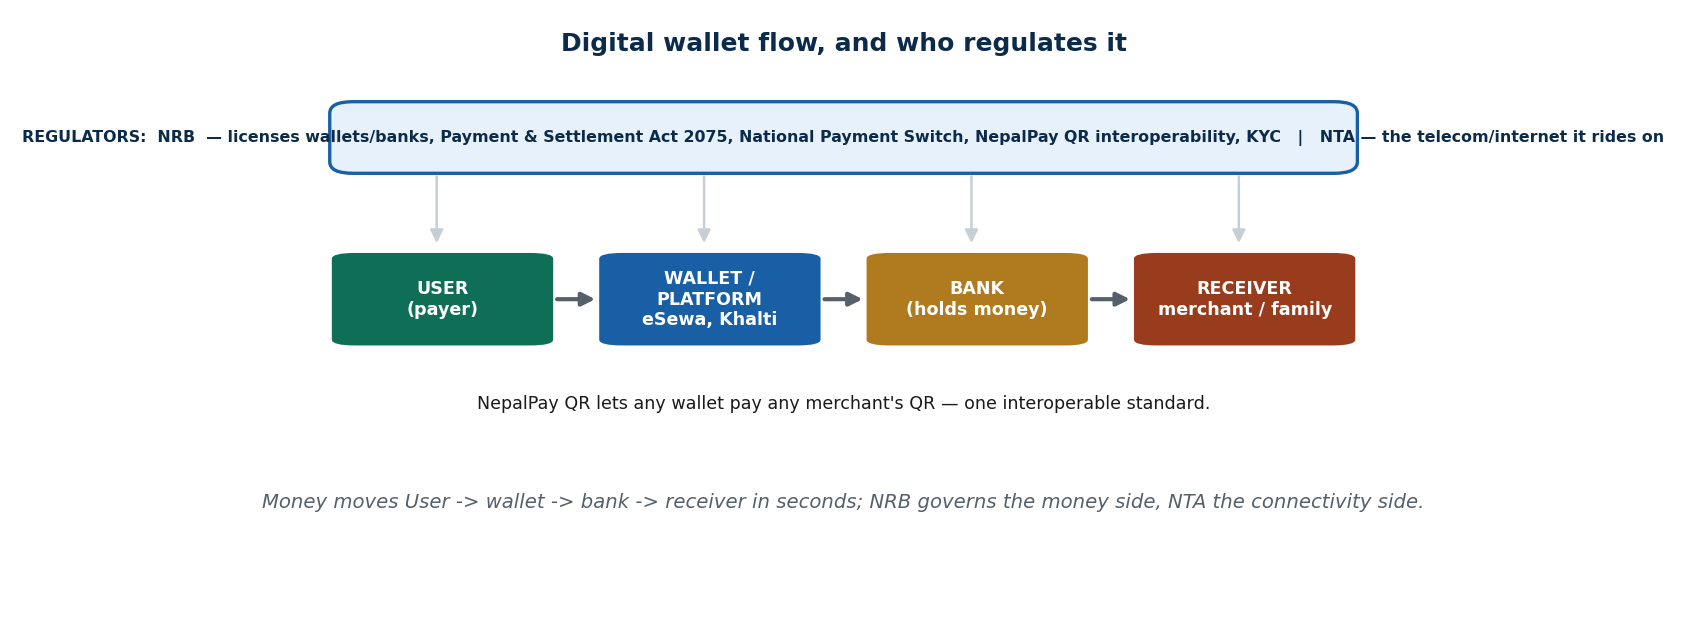 Digital wallet flow, and who regulates it
REGULATORS:  NRB  — licenses wallets/banks, Payment & Settlement Act 2075, National Payment Switch, NepalPay QR interoperability, KYC   |   NTA — the telecom/internet it rides on
USER
(payer)
WALLET /
PLATFORM
eSewa, Khalti
BANK
(holds money)
RECEIVER
merchant / family
NepalPay QR lets any wallet pay any merchant's QR — one interoperable standard.
Money moves User -> wallet -> bank -> receiver in seconds; NRB governs the money side, NTA the connectivity side.